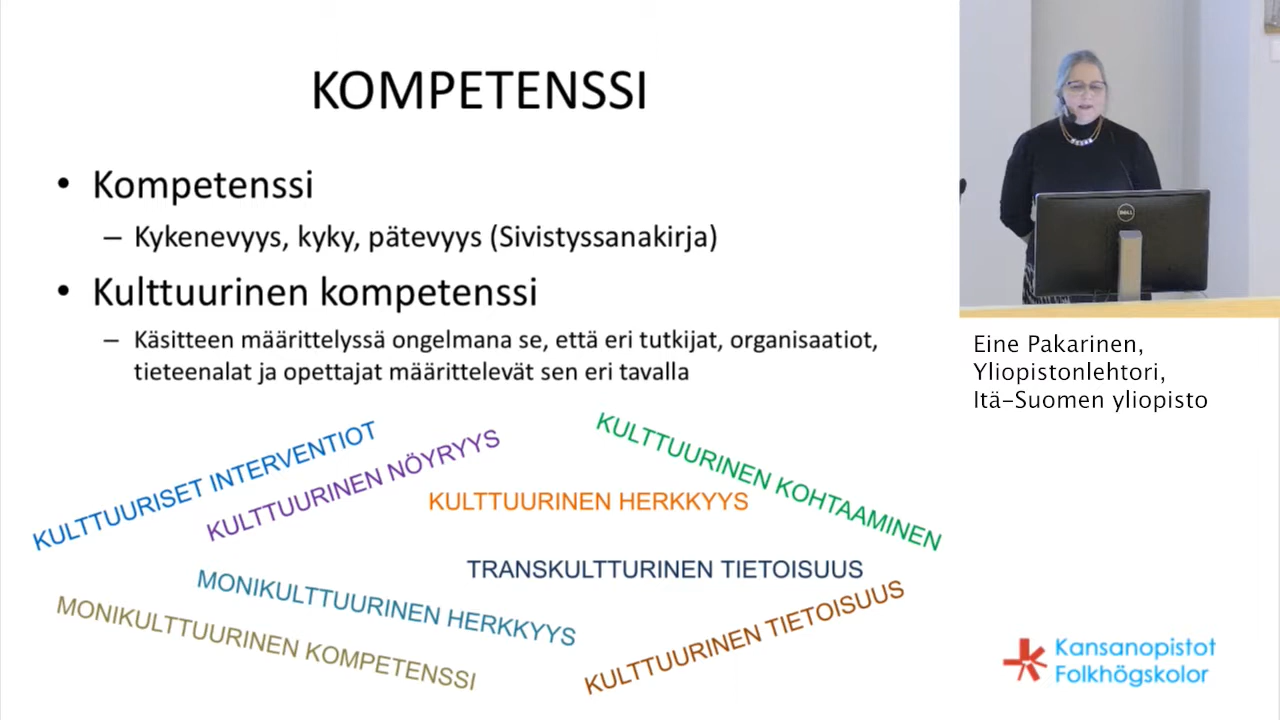 KOMPETENSSI
• Kompetenssi
– Kykenevyys, kyky, pätevyys (Sivistyssanakirja)
• Kulttuurinen kompetenssi
– Käsitteen määrittelyssä ongelmana se, että eri tutkijat, organisaatiot,
tieteenalat ja opettajat määrittelevät sen eri tavalla
KULTTUURISET INTERVENTIOT
KULTTUURINEN NÖYRYYS
KULTTUURINEN HERKKYYS
KULTTUURINEN KOHTAAMINEN
TRANSKULTTURINEN TIETOISUUS
MONIKULTTUURINEN HERKKYYS
MONIKULTTUURINEN KOMPETENSSI
KULTTUURINEN TIETOISUUS
DELL
Eine Pakarinen,
Yliopistonlehtori,
Itä-Suomen yliopisto
Kansanopistot
Folkhögskolor